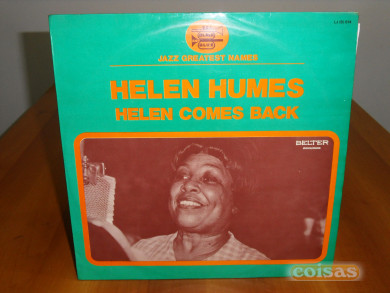 JAZZ GREATEST NAMES
HELEN HUMES
HELEN COMES BACK
BELTER
coisas